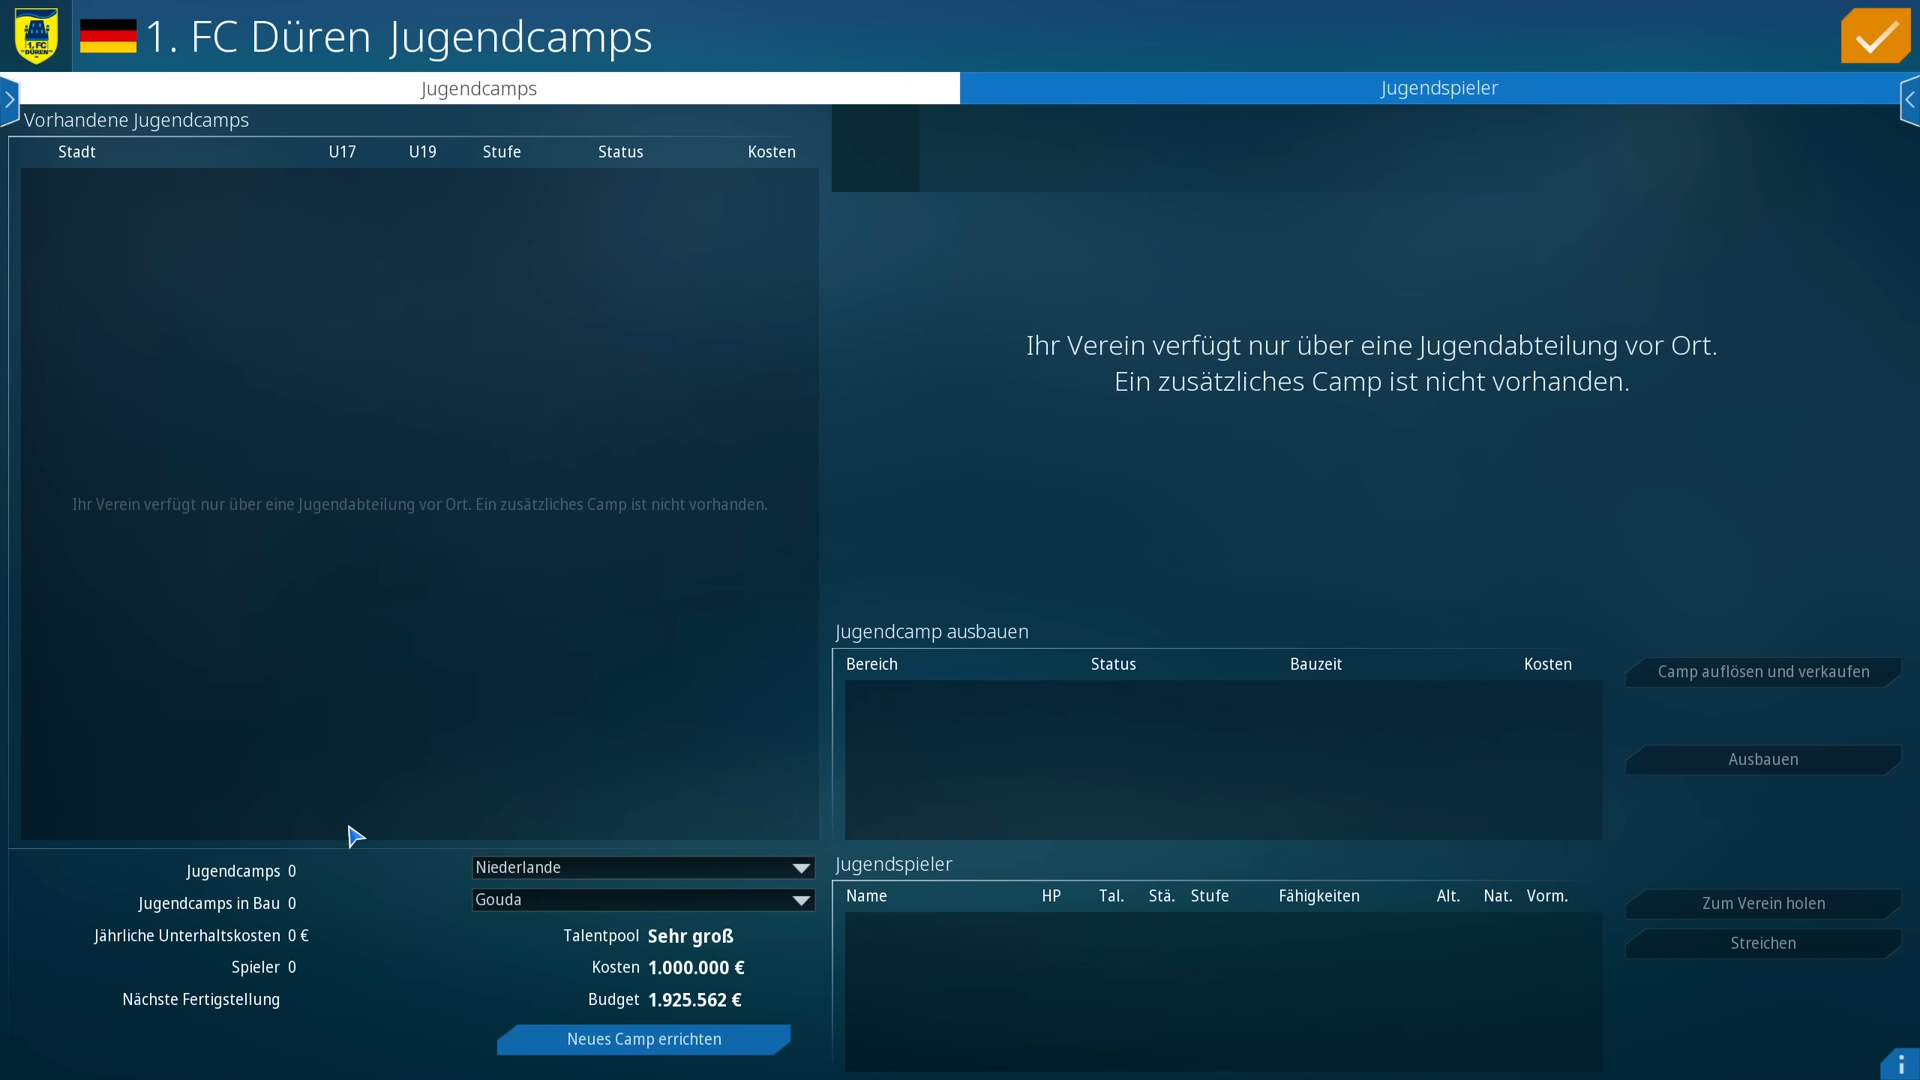 1. FC Düren Jugendcamps
1. FC
DÜREN
Jugendcamps
Jugendspieler
Vorhandene Jugendcamps
Stadt U17 U19 Stufe Status Kosten
Ihr Verein verfügt nur über eine Jugendabteilung vor Ort. Ein zusätzliches Camp ist nicht vorhanden.
Ihr Verein verfügt nur über eine Jugendabteilung vor Ort.
Ein zusätzliches Camp ist nicht vorhanden.
Jugendcamp ausbauen
Bereich Status Bauzeit Kosten
Camp auflösen und verkaufen
Ausbauen
Jugendcamps 0
Jugendcamps in Bau 0
Jährliche Unterhaltskosten 0 €
Spieler 0
Nächste Fertigstellung
Niederlande
Gouda
Talentpool Sehr groß
Kosten 1.000.000 €
Budget 1.925.562 €
Neues Camp errichten
Jugendspieler
Name HP Tal. Stä. Stufe Fähigkeiten Alt. Nat. Vorm.
Zum Verein holen
Streichen
i